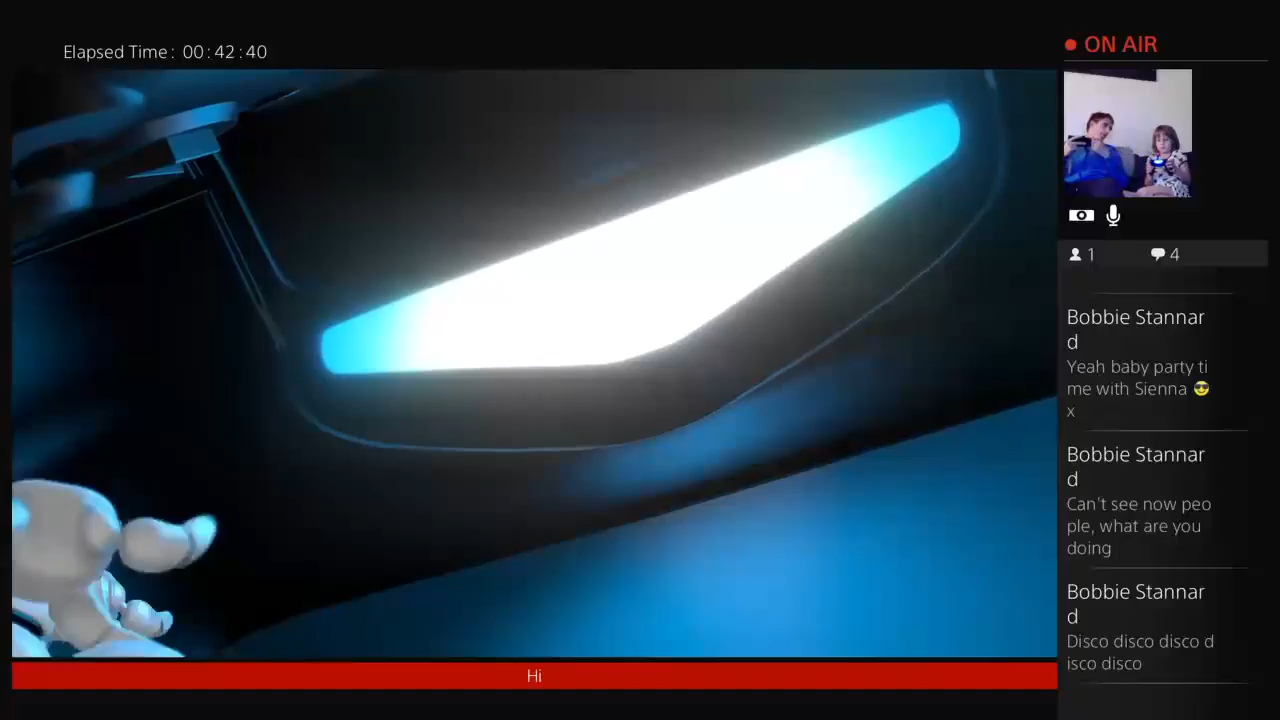 Elapsed Time: 00:42:40
ON AIR
1 4
Bobbie Stannar
d
Yeah baby party ti
me with Sienna 😎
x
Bobbie Stannar
d
Can't see now peo
ple, what are you
doing
Bobbie Stannar
d
Disco disco disco d
isco disco
Hi